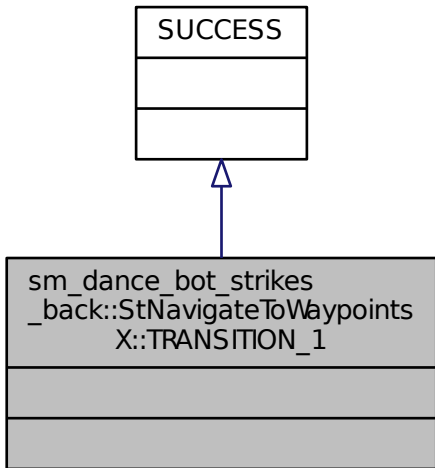 SUCCESS
sm_dance_bot_strikes
_back::StNavigateToWaypoints
X::TRANSITION_1